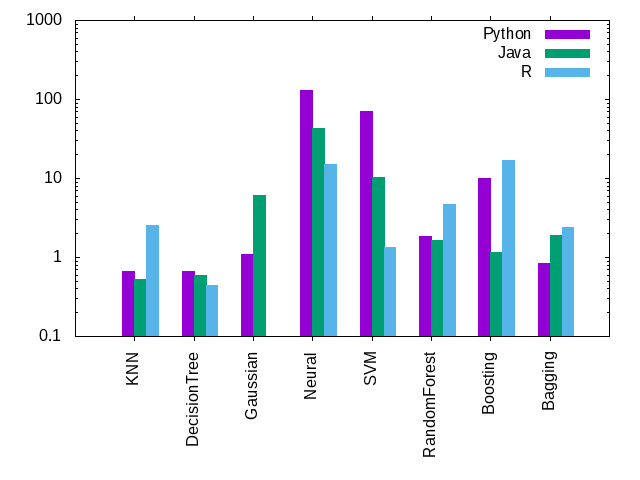 1000
100
10
1
0.1
Python
Java
R
KNN
DecisionTree
Gaussian
Neural
SVM
RandomForest
Boosting
Bagging